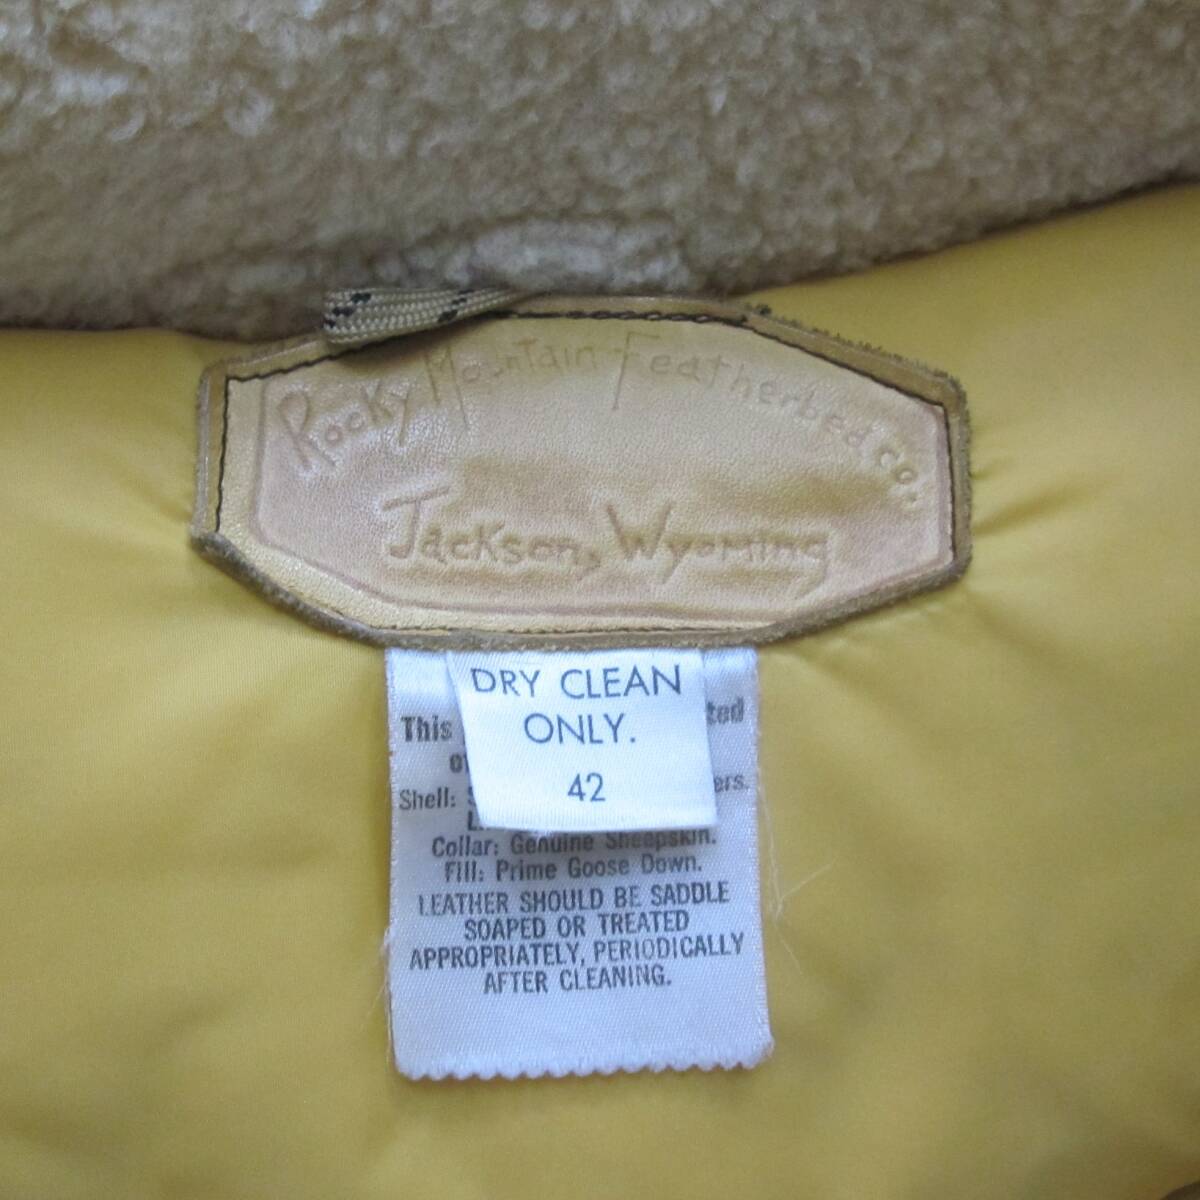 Rocky Mountain Featherbed co.
Jackson, Wyoming
DRY CLEAN
ONLY.
42
This
Shell:
Collar: Genuine Sheepskin.
Fill: Prime Goose Down.
LEATHER SHOULD BE SADDLE
SOAPED OR TREATED
APPROPRIATELY, PERIODICALLY
AFTER CLEANING.